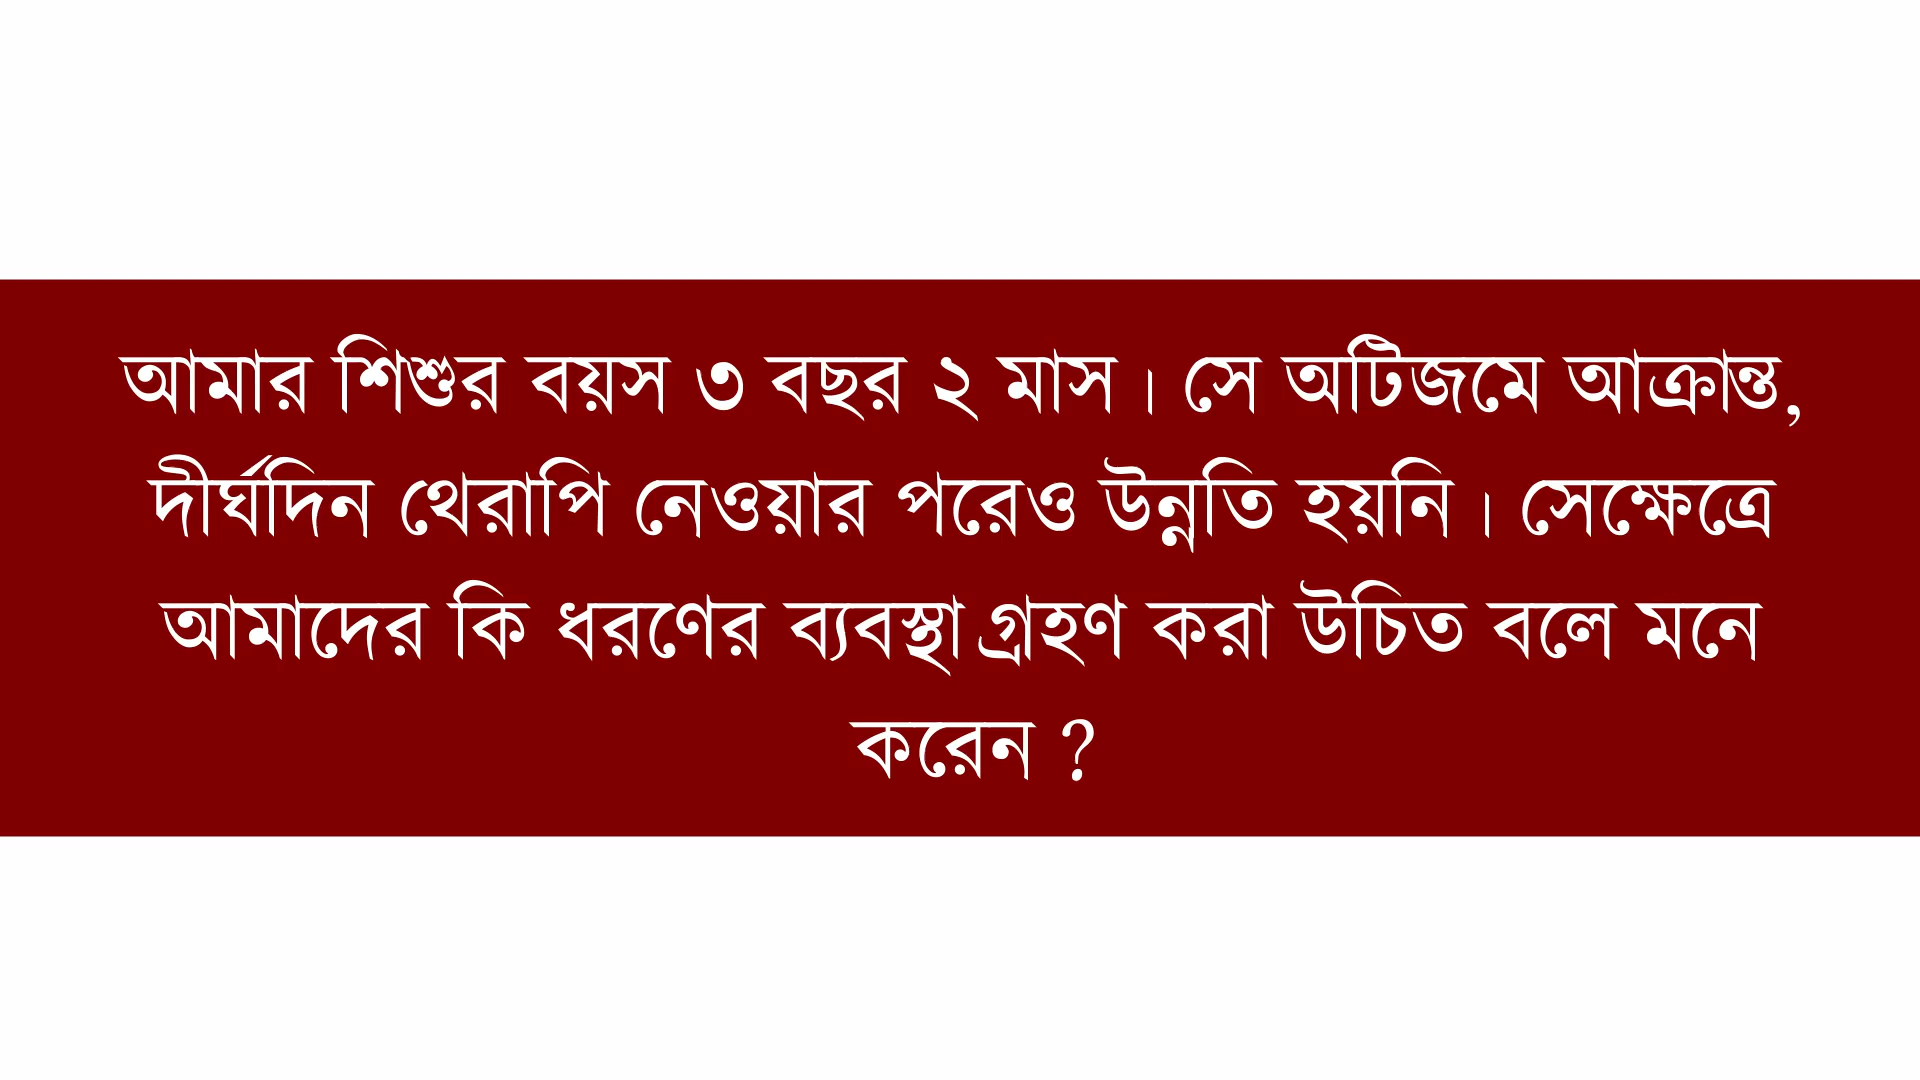 আমার শিশুর বয়স ৩ বছর ২ মাস। সে অটিজমে আক্রান্ত,
দীর্ঘদিন থেরাপি নেওয়ার পরেও উন্নতি হয়নি। সেক্ষেত্রে
আমাদের কি ধরণের ব্যবস্থা গ্রহণ করা উচিত বলে মনে
করেন ?